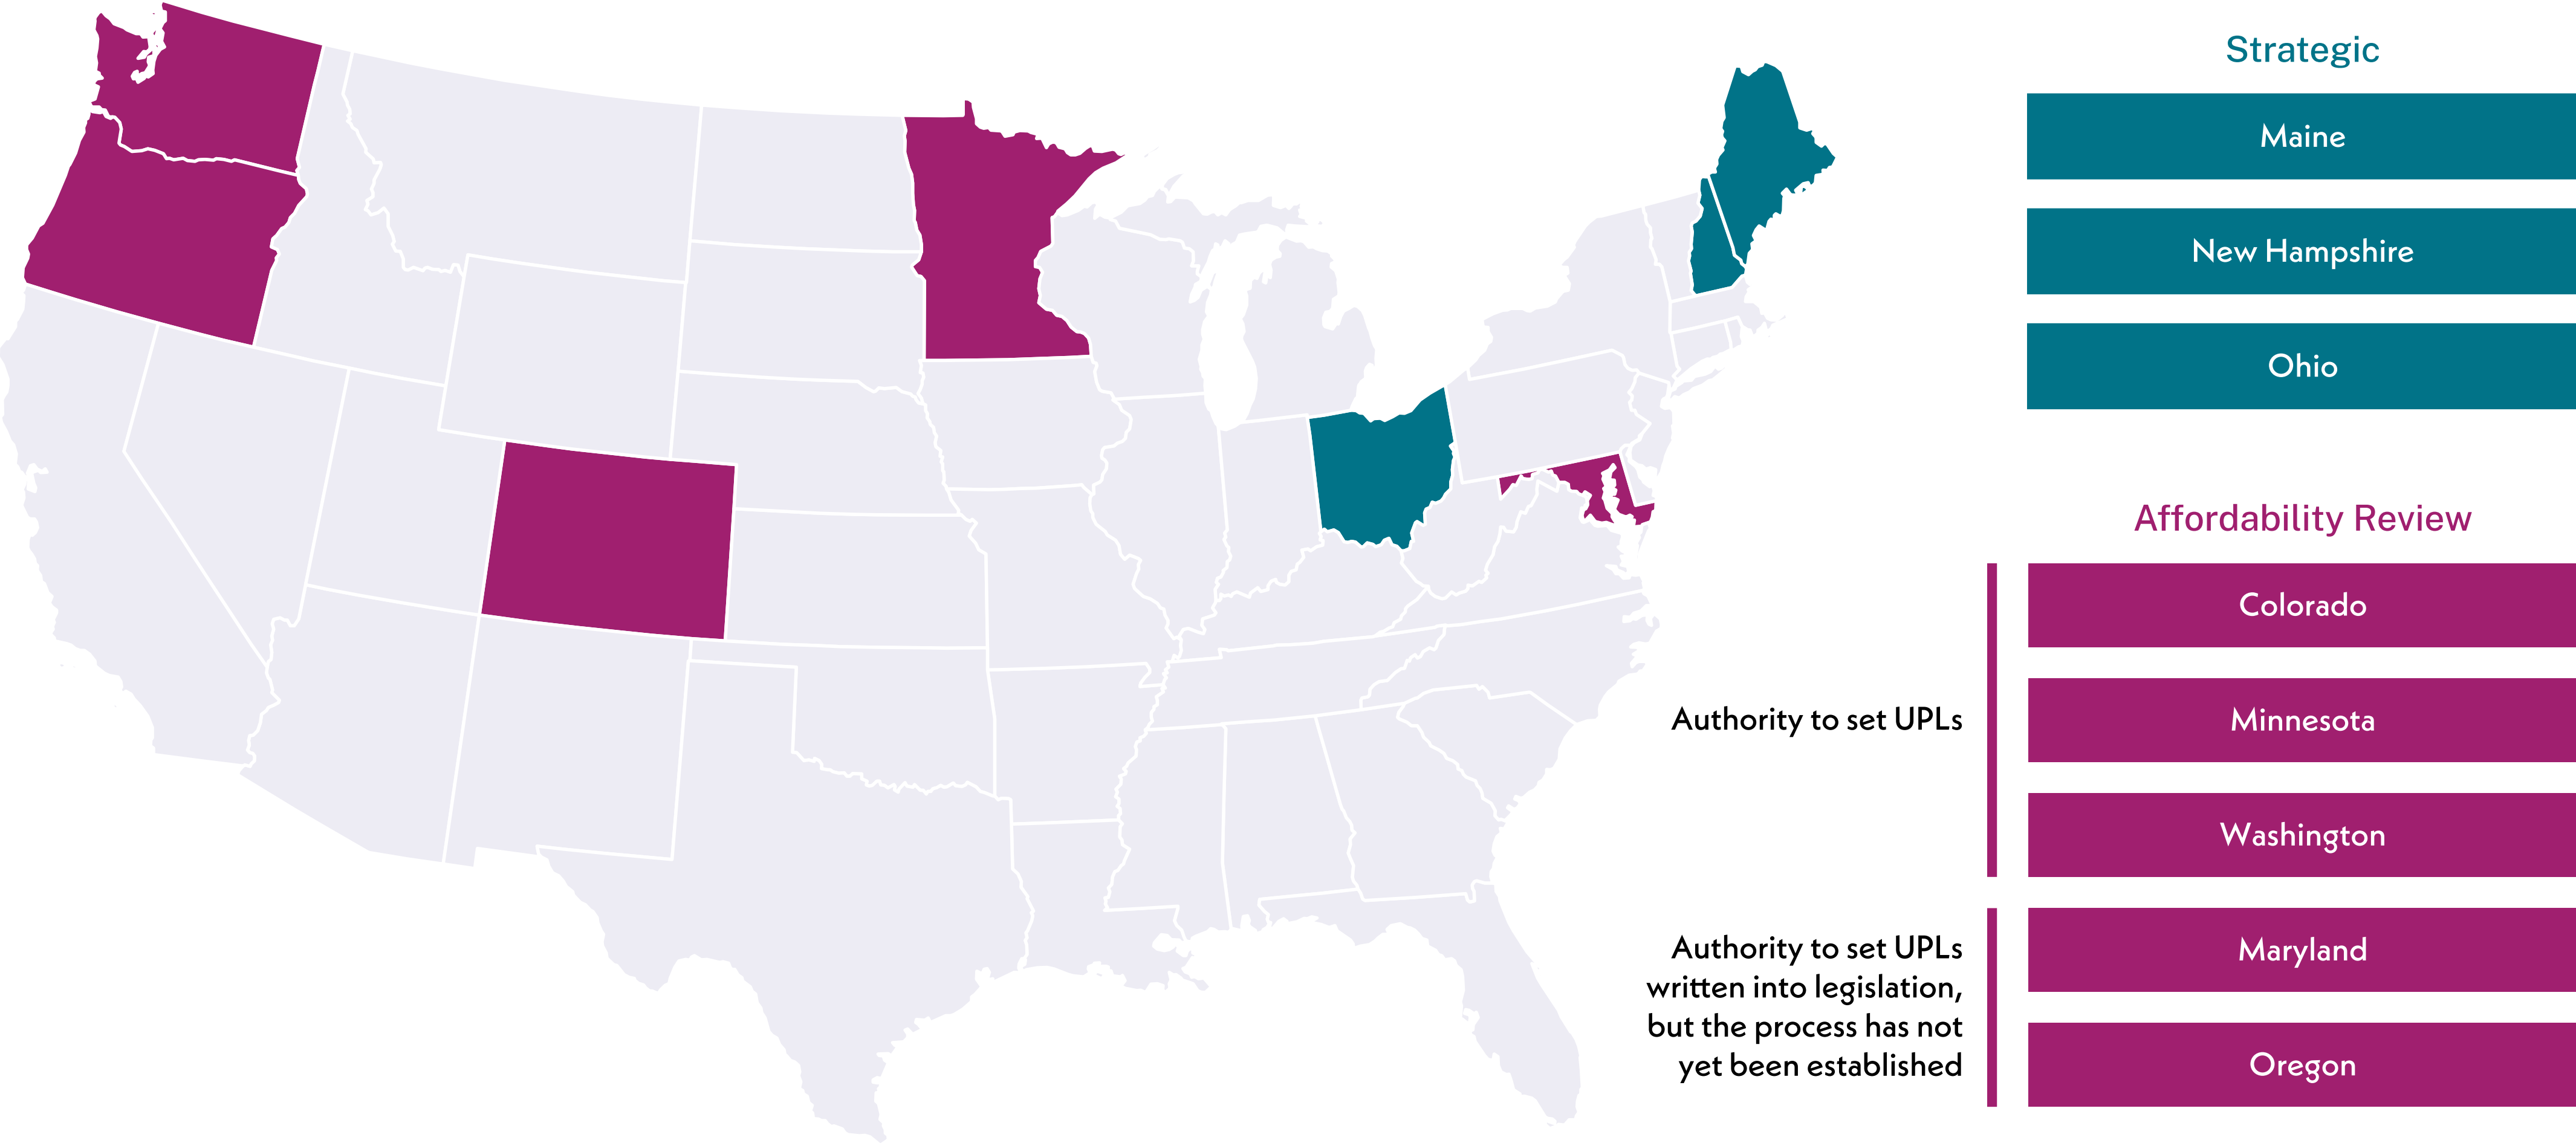 Strategic
Maine
New Hampshire
Ohio
Affordability Review
Authority to set UPLs
Colorado
Minnesota
Washington
Authority to set UPLs
written into legislation,
but the process has not
yet been established
Maryland
Oregon